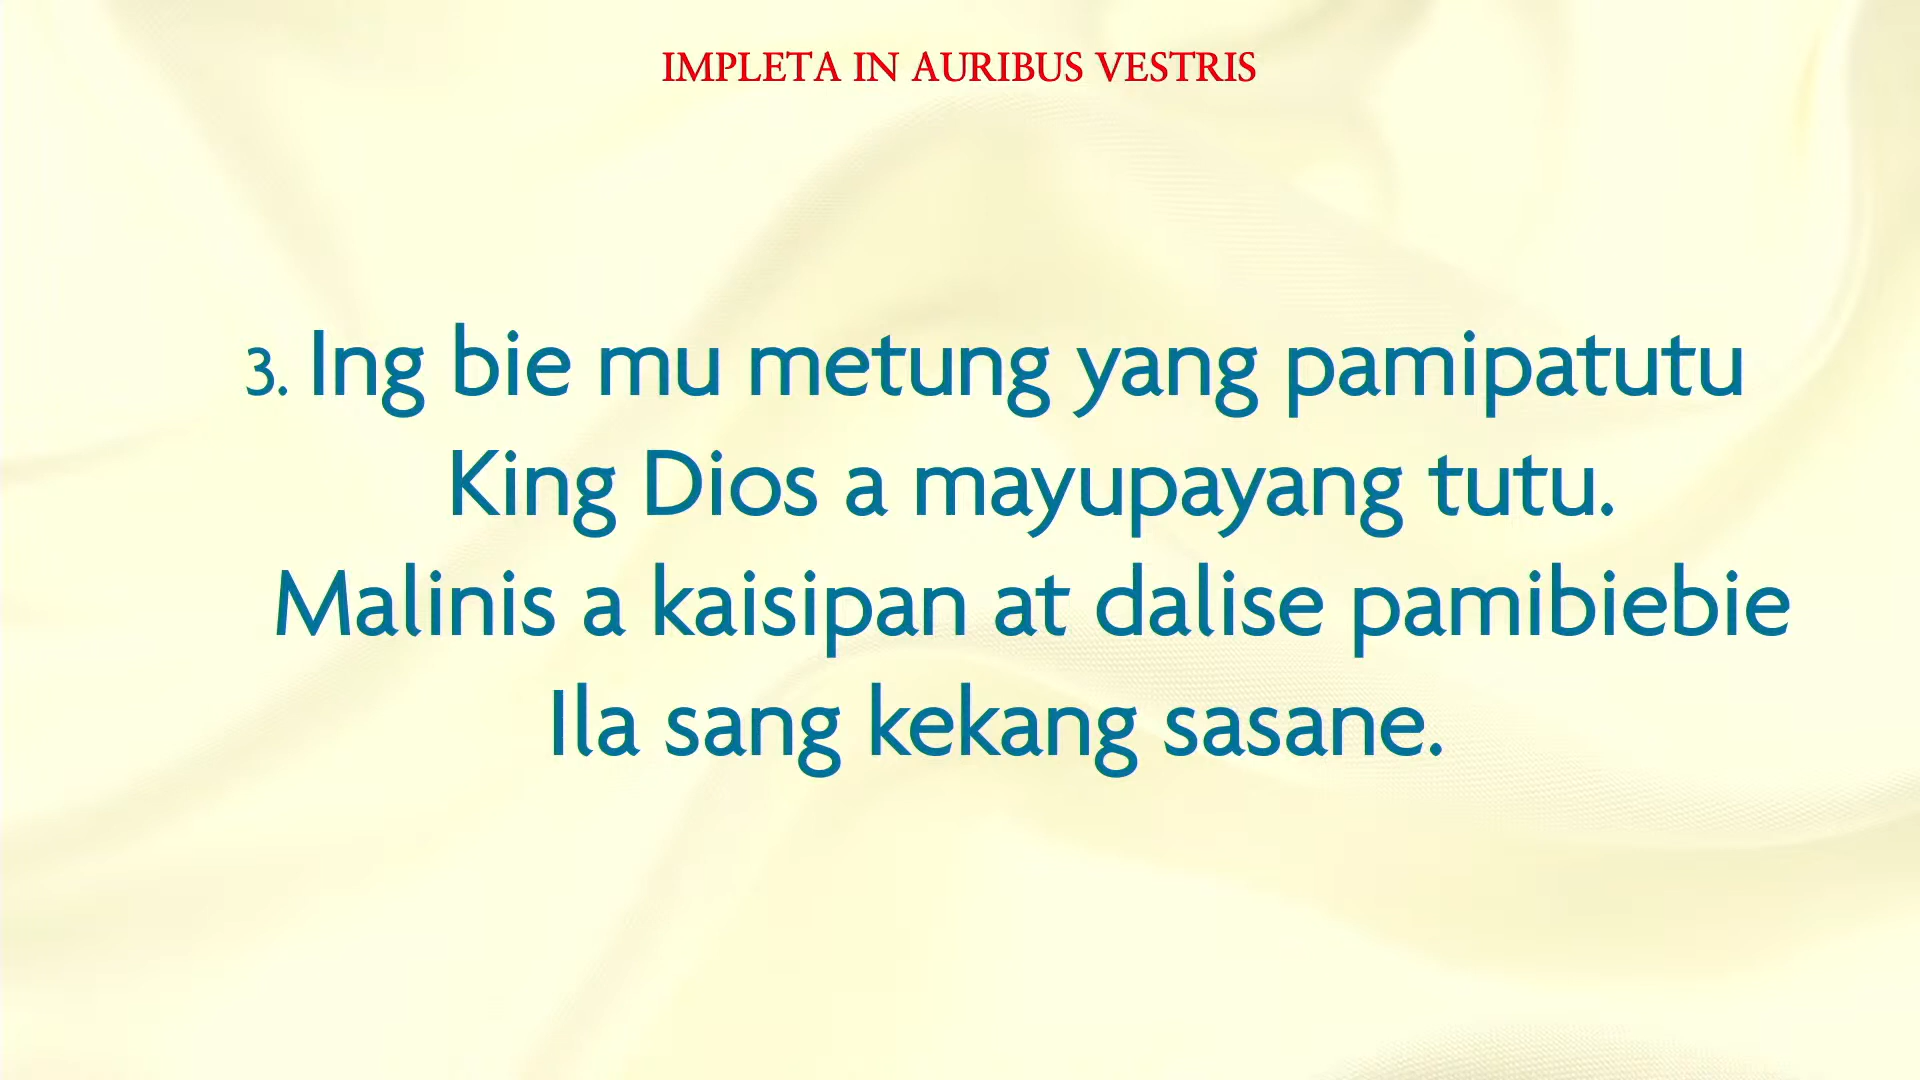 IMPLETA IN AURIBUS VESTRIS
3. Ing bie mu metung yang pamipatutu
King Dios a mayupayang tutu.
Malinis a kaisipan at dalise pamibiebie
Ila sang kekang sasane.